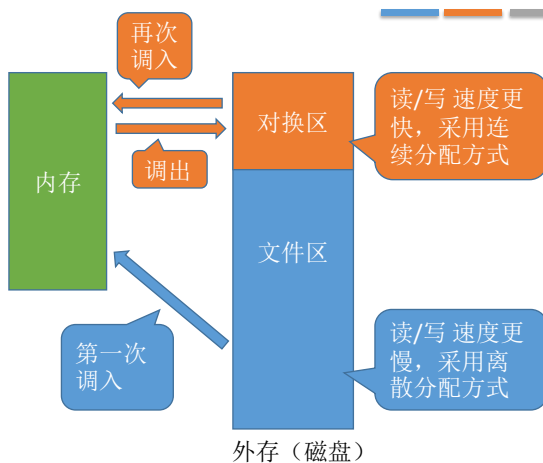 再次
调入
调出
内存
第一次
调入
对换区
文件区
读/写 速度更
快，采用连
续分配方式
读/写 速度更
慢，采用离
散分配方式
外存（磁盘）